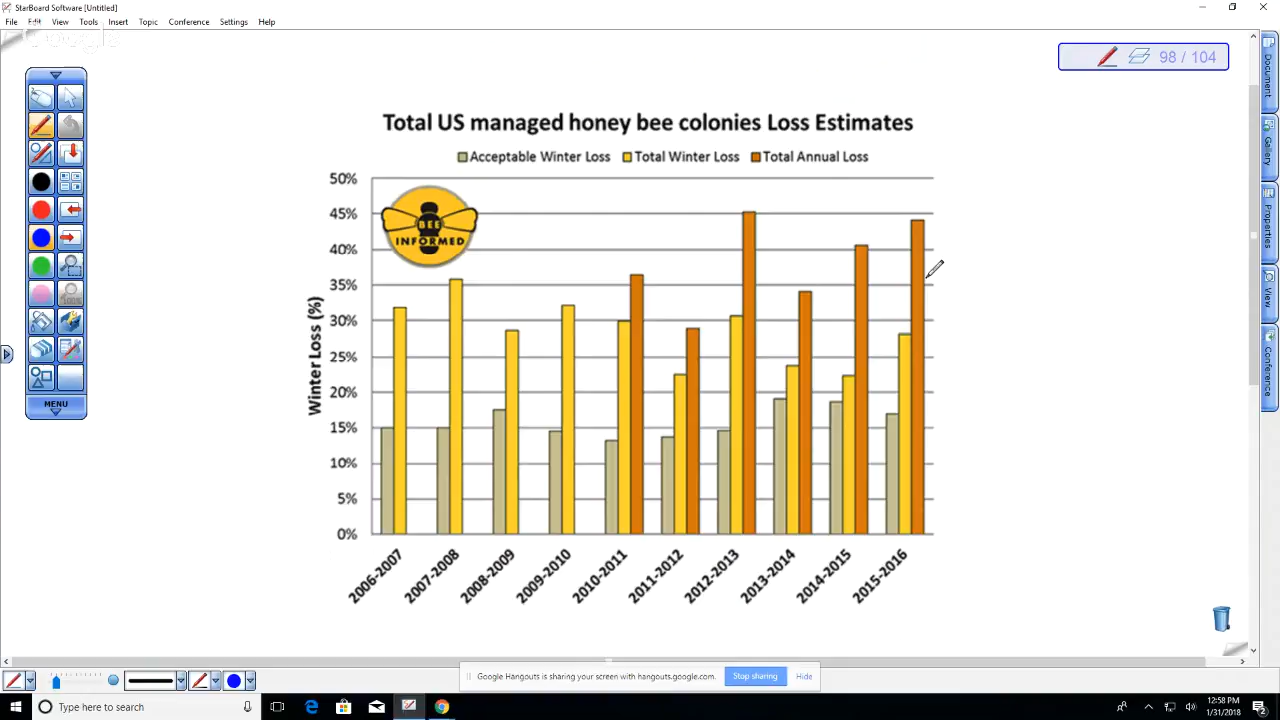 StarBoard Software [Untitled]
File Edit View Tools Insert Topic Conference Settings Help
98 / 104
Document
Gallery
Properties
View
Conference
100%
MENU
Total US managed honey bee colonies Loss Estimates
Acceptable Winter Loss Total Winter Loss Total Annual Loss
BEE
INFORMED
Winter Loss (%)
50%
45%
40%
35%
30%
25%
20%
15%
10%
5%
0%
2006-2007 2007-2008 2008-2009 2009-2010 2010-2011 2011-2012 2012-2013 2013-2014 2014-2015 2015-2016
Google Hangouts is sharing your screen with hangouts.google.com. Stop sharing Hide
Type here to search
12:58 PM
1/31/2018
2